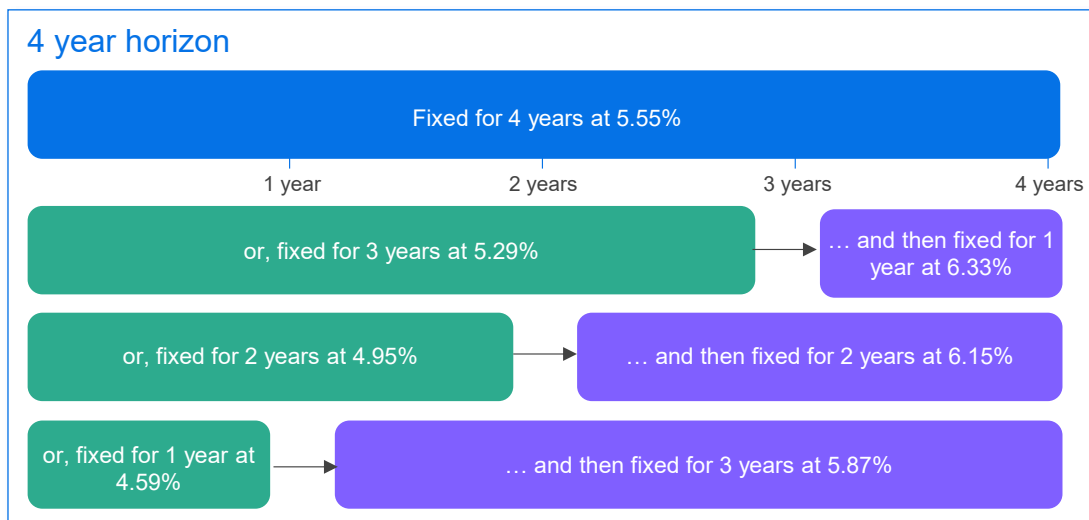 4 year horizon
Fixed for 4 years at 5.55%
1 year
2 years
3 years
4 years
or, fixed for 3 years at 5.29%
… and then fixed for 1
year at 6.33%
or, fixed for 2 years at 4.95%
… and then fixed for 2 years at 6.15%
or, fixed for 1 year at
4.59%
… and then fixed for 3 years at 5.87%